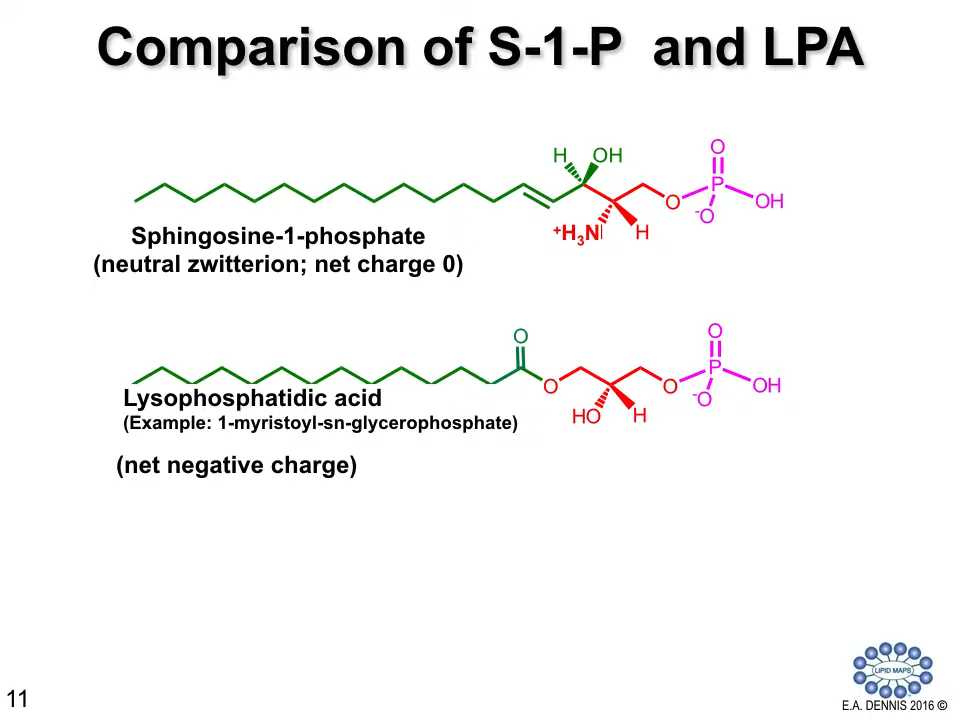 Comparison of S-1-P and LPA
O
H OH
P
O
OH
-O
+H3N
H
Sphingosine-1-phosphate
(neutral zwitterion; net charge 0)
O
O
P
O
O
OH
-O
HO
H
Lysophosphatidic acid
(Example: 1-myristoyl-sn-glycerophosphate)
(net negative charge)
LIPID MAPS
11
E.A. DENNIS 2016 ©